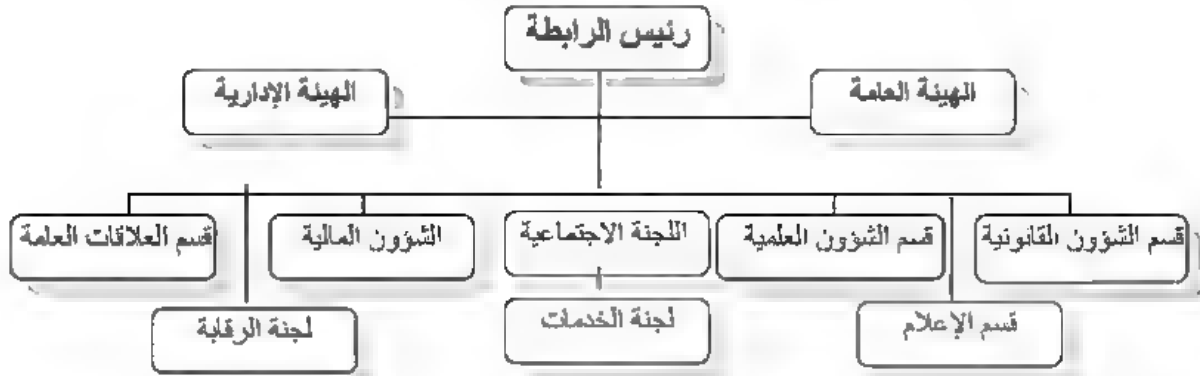 رئيس الرابطة
الهيئة العامة
الهيئة الإدارية
قسم الشؤون القانونية
قسم الشؤون العلمية
اللجنة الاجتماعية
الشؤون المالية
قسم العلاقات العامة
قسم الإعلام
لجنة الخدمات
لجنة الرقابة